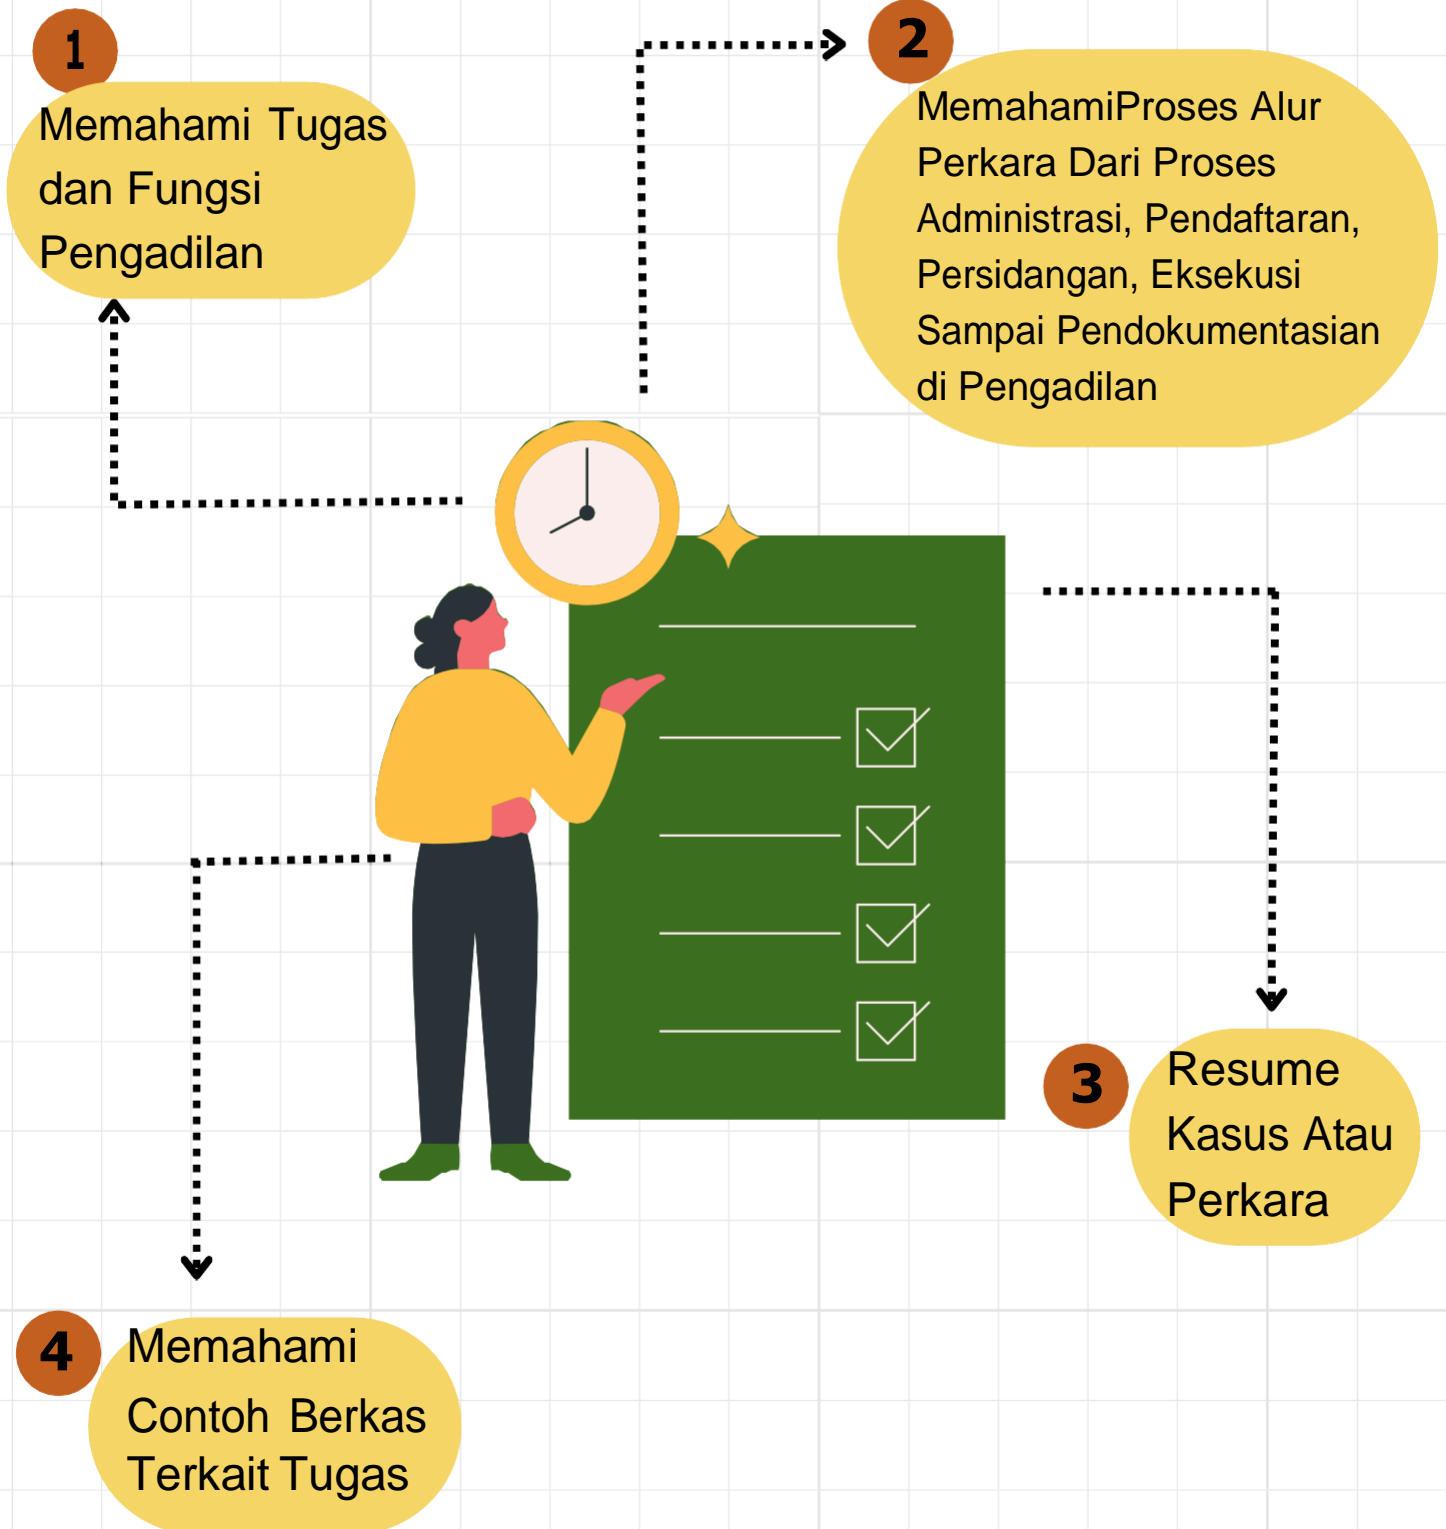 1
Memahami Tugas
dan Fungsi
Pengadilan
2
MemahamiProses Alur
Perkara Dari Proses
Administrasi, Pendaftaran,
Persidangan, Eksekusi
Sampai Pendokumentasian
di Pengadilan
3
Resume
Kasus Atau
Perkara
4
Memahami
Contoh Berkas
Terkait Tugas